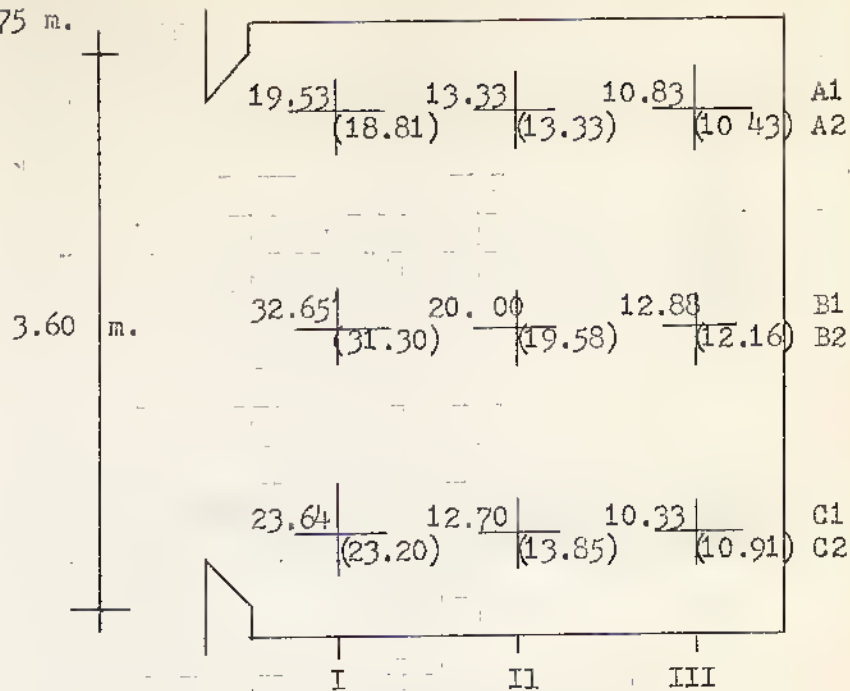 75 m.
19.53 13.33 10.83 A1
(18.81) (13.33) (10 43) A2
32.65 20. 00 12.88 B1
3.60 m. (31.30) (19.58) (12.16) B2
23.64 12.70 10.33 C1
(23.20) (13.85) (10.91) C2
I II III